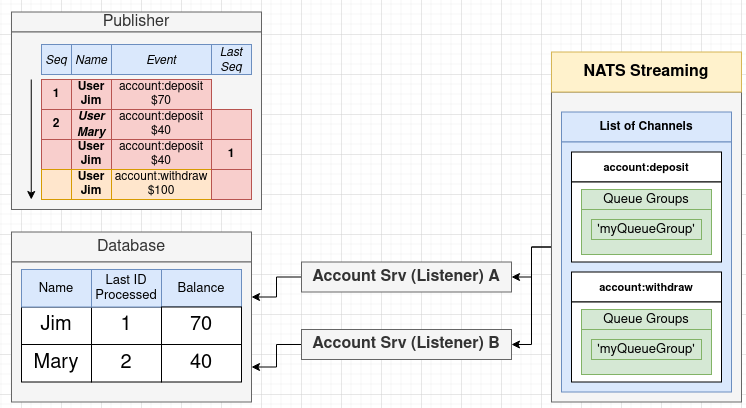 Publisher
Seq Name Event Last
Seq
1 User
Jim account:deposit
$70
2 User
Mary account:deposit
$40
User
Jim account:deposit
$40 1
User
Jim account:withdraw
$100
Database
Name Last ID
Processed Balance
Jim 1 70
Mary 2 40
Account Srv (Listener) A
Account Srv (Listener) B
NATS Streaming
List of Channels
account:deposit
Queue Groups
'myQueueGroup'
account:withdraw
Queue Groups
'myQueueGroup'